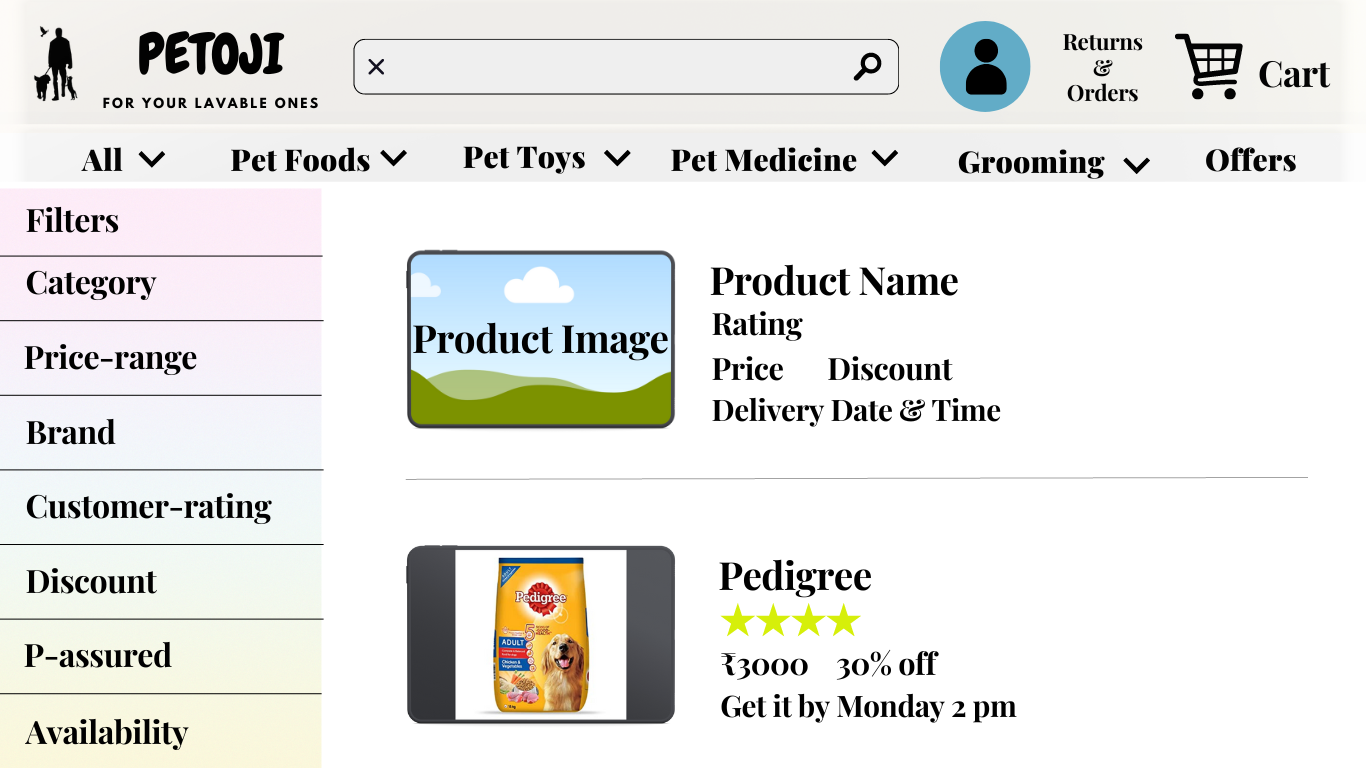 PETOJI
FOR YOUR LAVABLE ONES
Returns
&
Orders
Cart
All
Pet Foods
Pet Toys
Pet Medicine
Grooming
Offers
Filters
Category
Price-range
Brand
Customer-rating
Discount
P-assured
Availability
Product Image
Product Name
Rating
Price Discount
Delivery Date & Time
Pedigree
5
ADULT
Chicken &
Vegetables
Pedigree
₹3000 30% off
Get it by Monday 2 pm